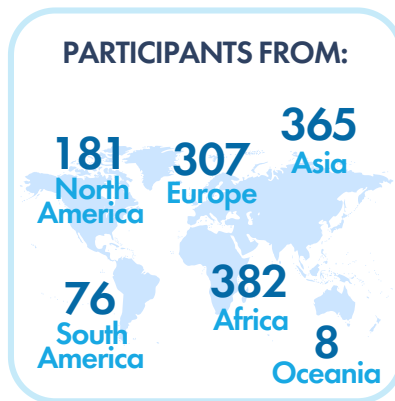 PARTICIPANTS FROM:
181
North
America
307
Europe
365
Asia
76
South
America
382
Africa
8
Oceania